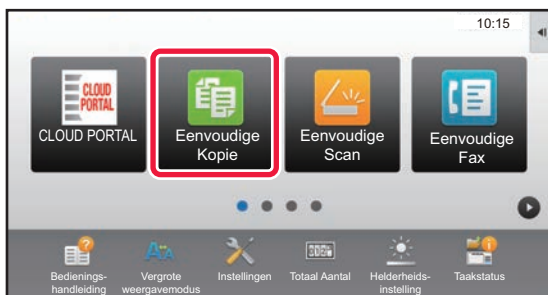 10:15
CLOUD
PORTAL
CLOUD PORTAL
Eenvoudige
Kopie
Eenvoudige
Scan
Eenvoudige
Fax
Bedienings-
handleiding
Vergrote
weergavemodus
Instellingen
Totaal Aantal
Helderheids-
instelling
Taakstatus